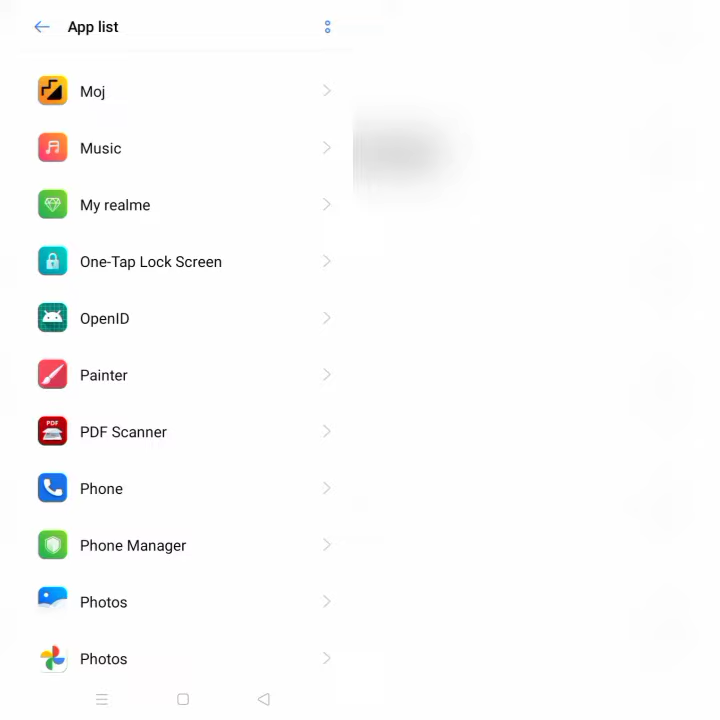 App list
Moj
Music
My realme
One-Tap Lock Screen
OpenID
Painter
PDF
PDF Scanner
Phone
Phone Manager
Photos
Photos